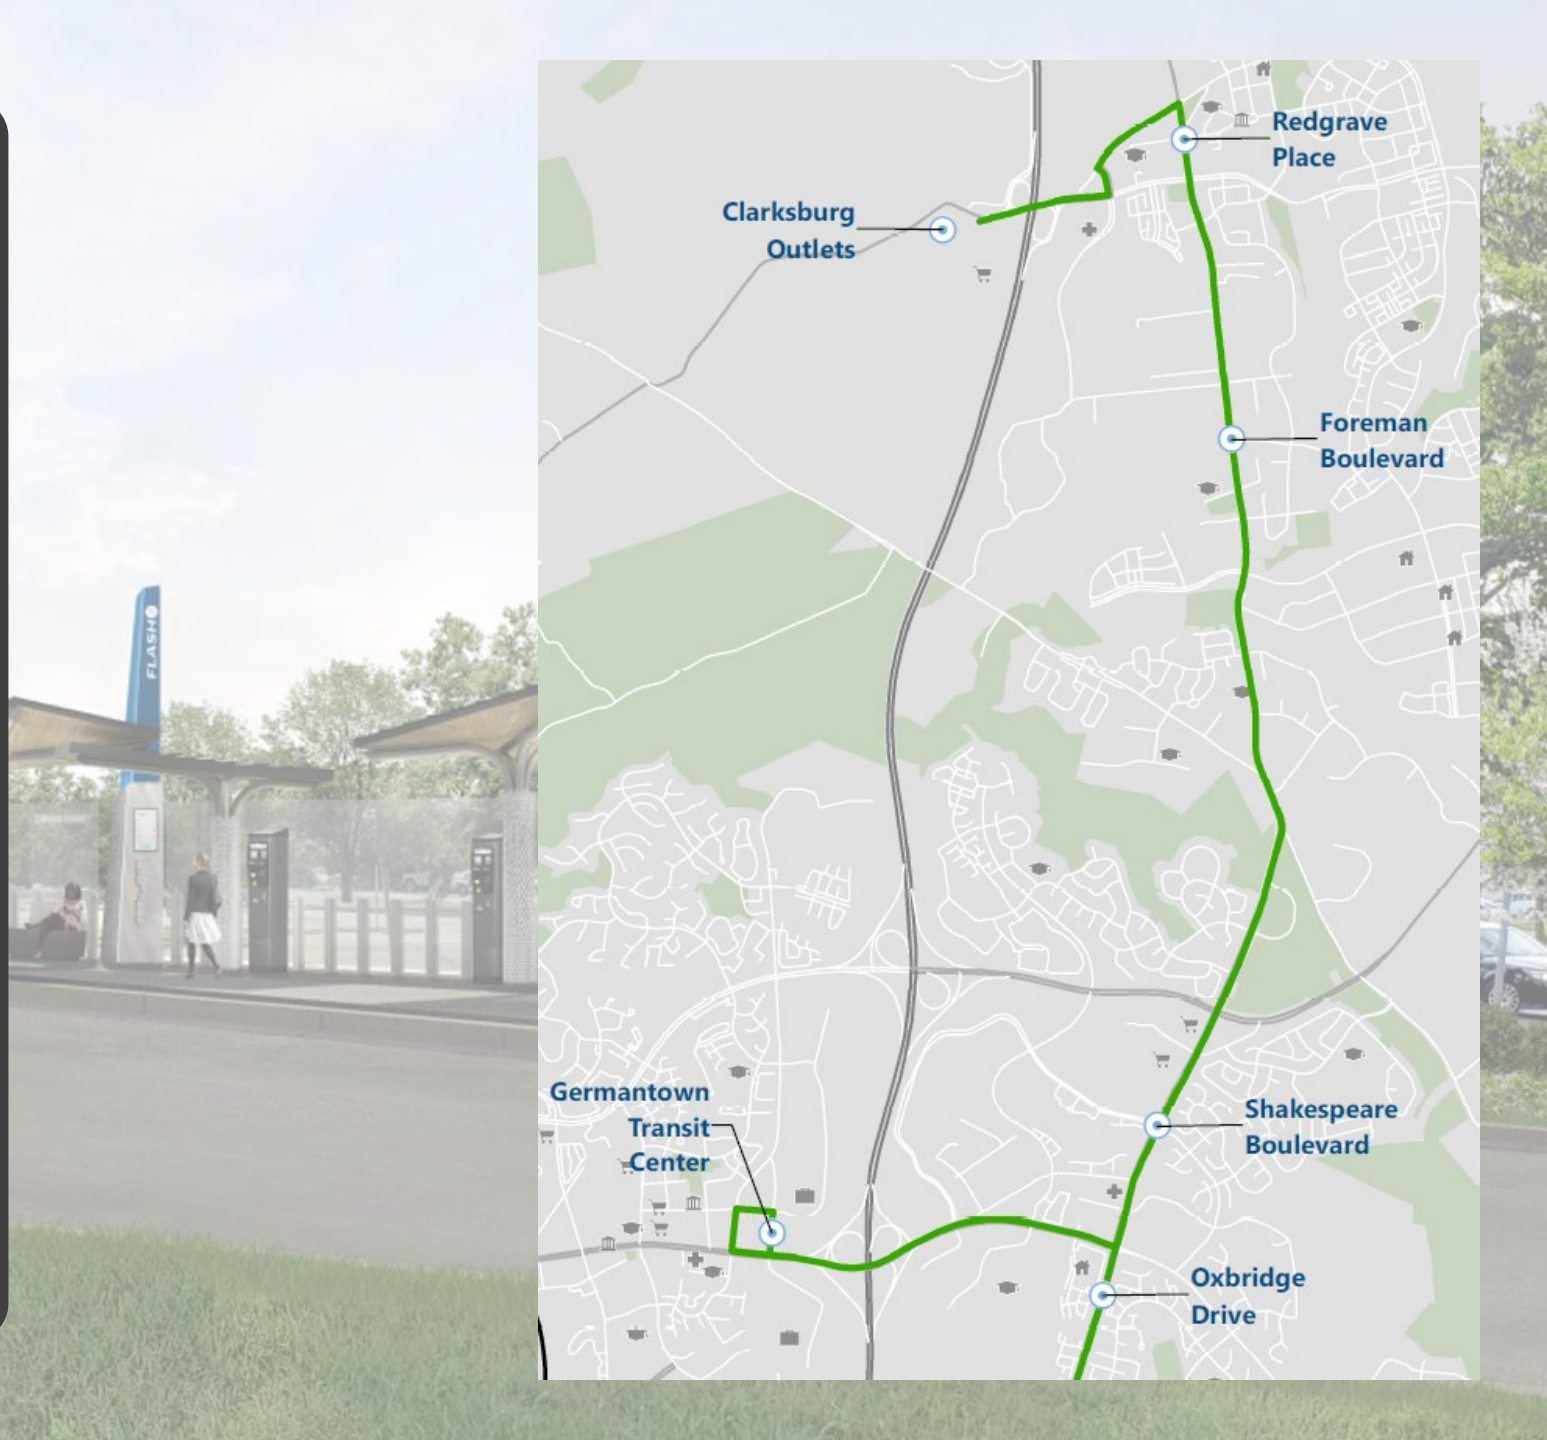 Redgrave
Place
Clarksburg
Outlets
Foreman
Boulevard
FLASH
Germantown
Transit
Center
Shakespeare
Boulevard
Oxbridge
Drive